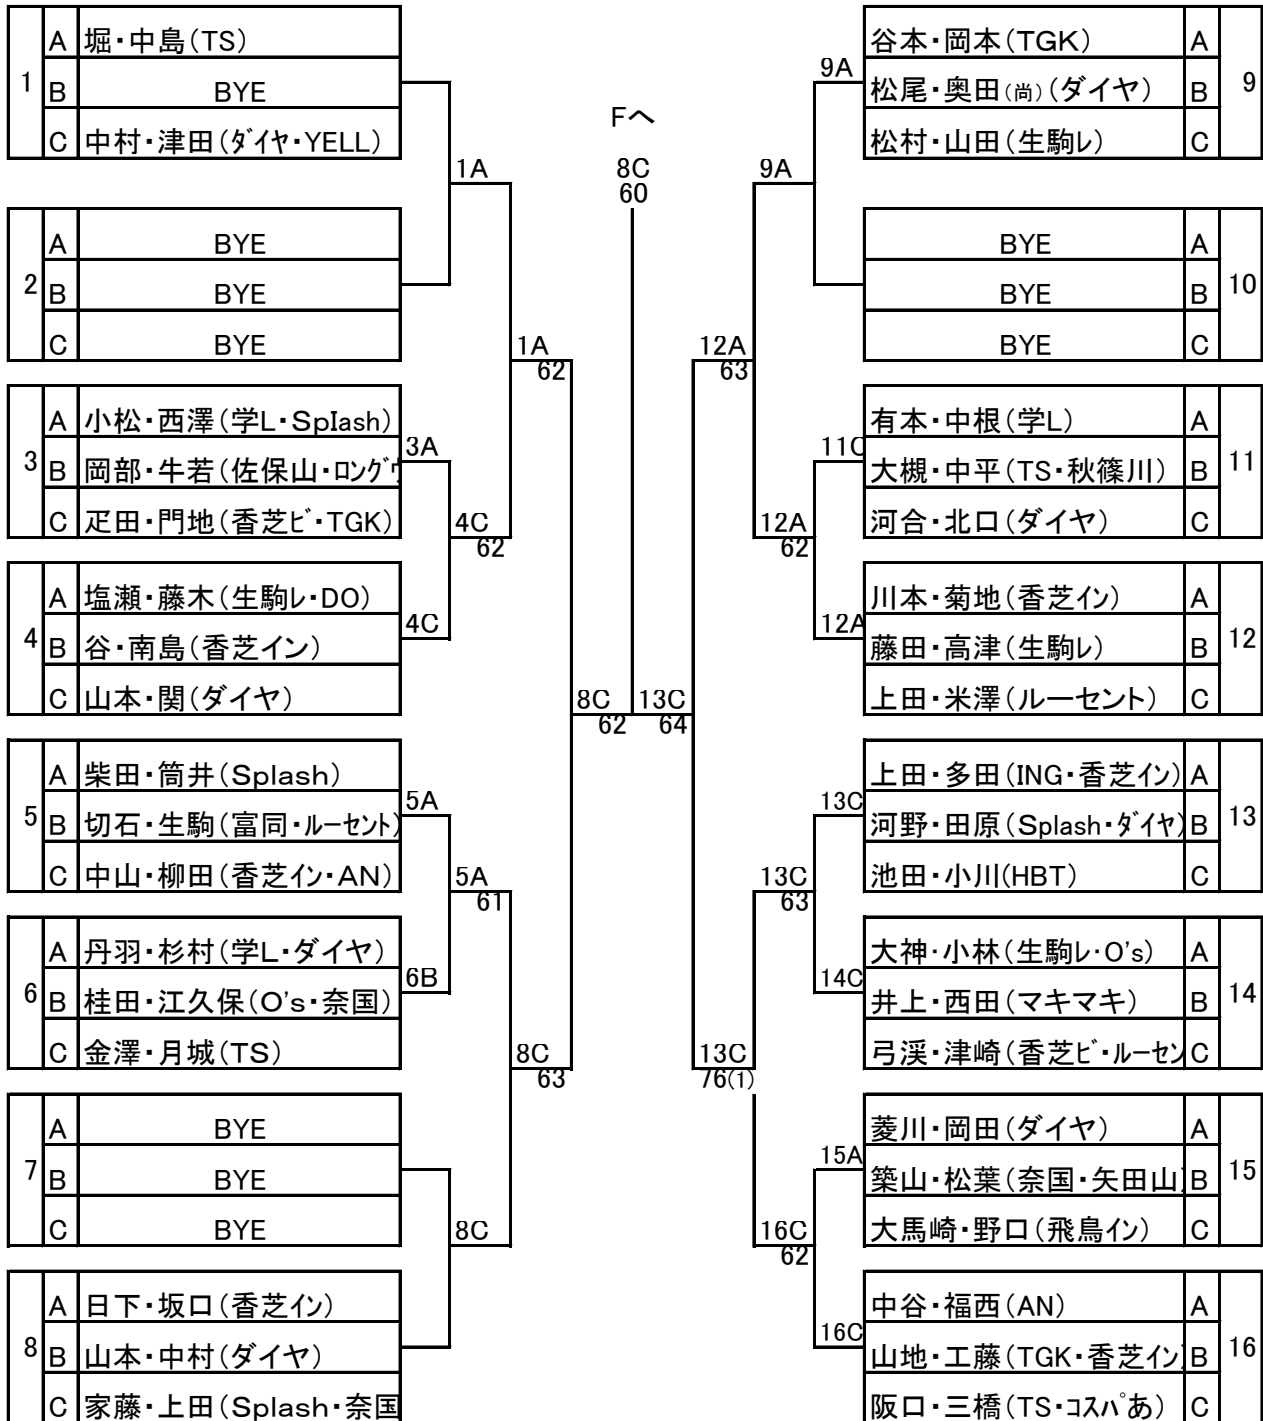 1
A 堀・中島(TS)
B BYE
C 中村・津田(ダイヤ・YELL)
1A
2
A BYE
B BYE
C BYE
1A
62
3
A 小松・西澤(学L・Splash)
B 岡部・牛若(佐保山・ロングウ
C 疋田・門地(香芝ビ・TGK)
3A
4C
62
4
A 塩瀬・藤木(生駒レ・DO)
B 谷・南島(香芝イン)
C 山本・関(ダイヤ)
4C
8C
62
5
A 柴田・筒井(Splash)
B 切石・生駒(富同・ルーセント)
C 中山・柳田(香芝イン・AN)
5A
5A
61
6
A 丹羽・杉村(学L・ダイヤ)
B 桂田・江久保(O's・奈国)
C 金澤・月城(TS)
6B
8C
63
7
A BYE
B BYE
C BYE
8C
8
A 日下・坂口(香芝イン)
B 山本・中村(ダイヤ)
C 家藤・上田(Splash・奈国
Fへ
8C
60
谷本・岡本(TGK) A
松尾・奥田(尚)(ダイヤ) B
松村・山田(生駒レ) C
9
9A
9A
BYE A
BYE B
BYE C
10
12A
63
有本・中根(学L) A
大槻・中平(TS・秋篠川) B
河合・北口(ダイヤ) C
11
11C
12A
62
川本・菊地(香芝イン) A
藤田・高津(生駒レ) B
上田・米澤(ルーセント) C
12
12A
13C
64
上田・多田(ING・香芝イン) A
河野・田原(Splash・ダイヤ) B
池田・小川(HBT) C
13
13C
13C
63
大神・小林(生駒レ・O's) A
井上・西田(マキマキ) B
弓渓・津崎(香芝ビ・ルーセン C
14
14C
13C
76(1)
菱川・岡田(ダイヤ) A
築山・松葉(奈国・矢田山) B
大馬崎・野口(飛鳥イン) C
15
15A
16C
62
中谷・福西(AN) A
山地・工藤(TGK・香芝イン) B
阪口・三橋(TS・コスパあ) C
16
16C